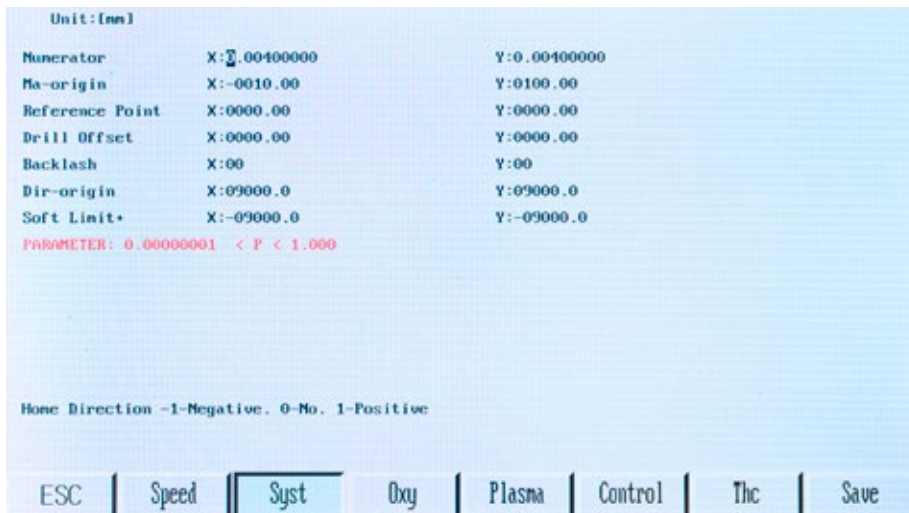 Unit:[mm]
Numerator X:0.00400000 Y:0.00400000
Ma-origin X:-0010.00 Y:0100.00
Reference Point X:0000.00 Y:0000.00
Drill Offset X:0000.00 Y:0000.00
Backlash X:00 Y:00
Dir-origin X:09000.0 Y:09000.0
Soft Limit+ X:-09000.0 Y:-09000.0
PARAMETER: 0.00000001 < P < 1.000
Home Direction -1-Negative. 0-No. 1-Positive
ESC Speed Syst Oxy Plasma Control Thc Save